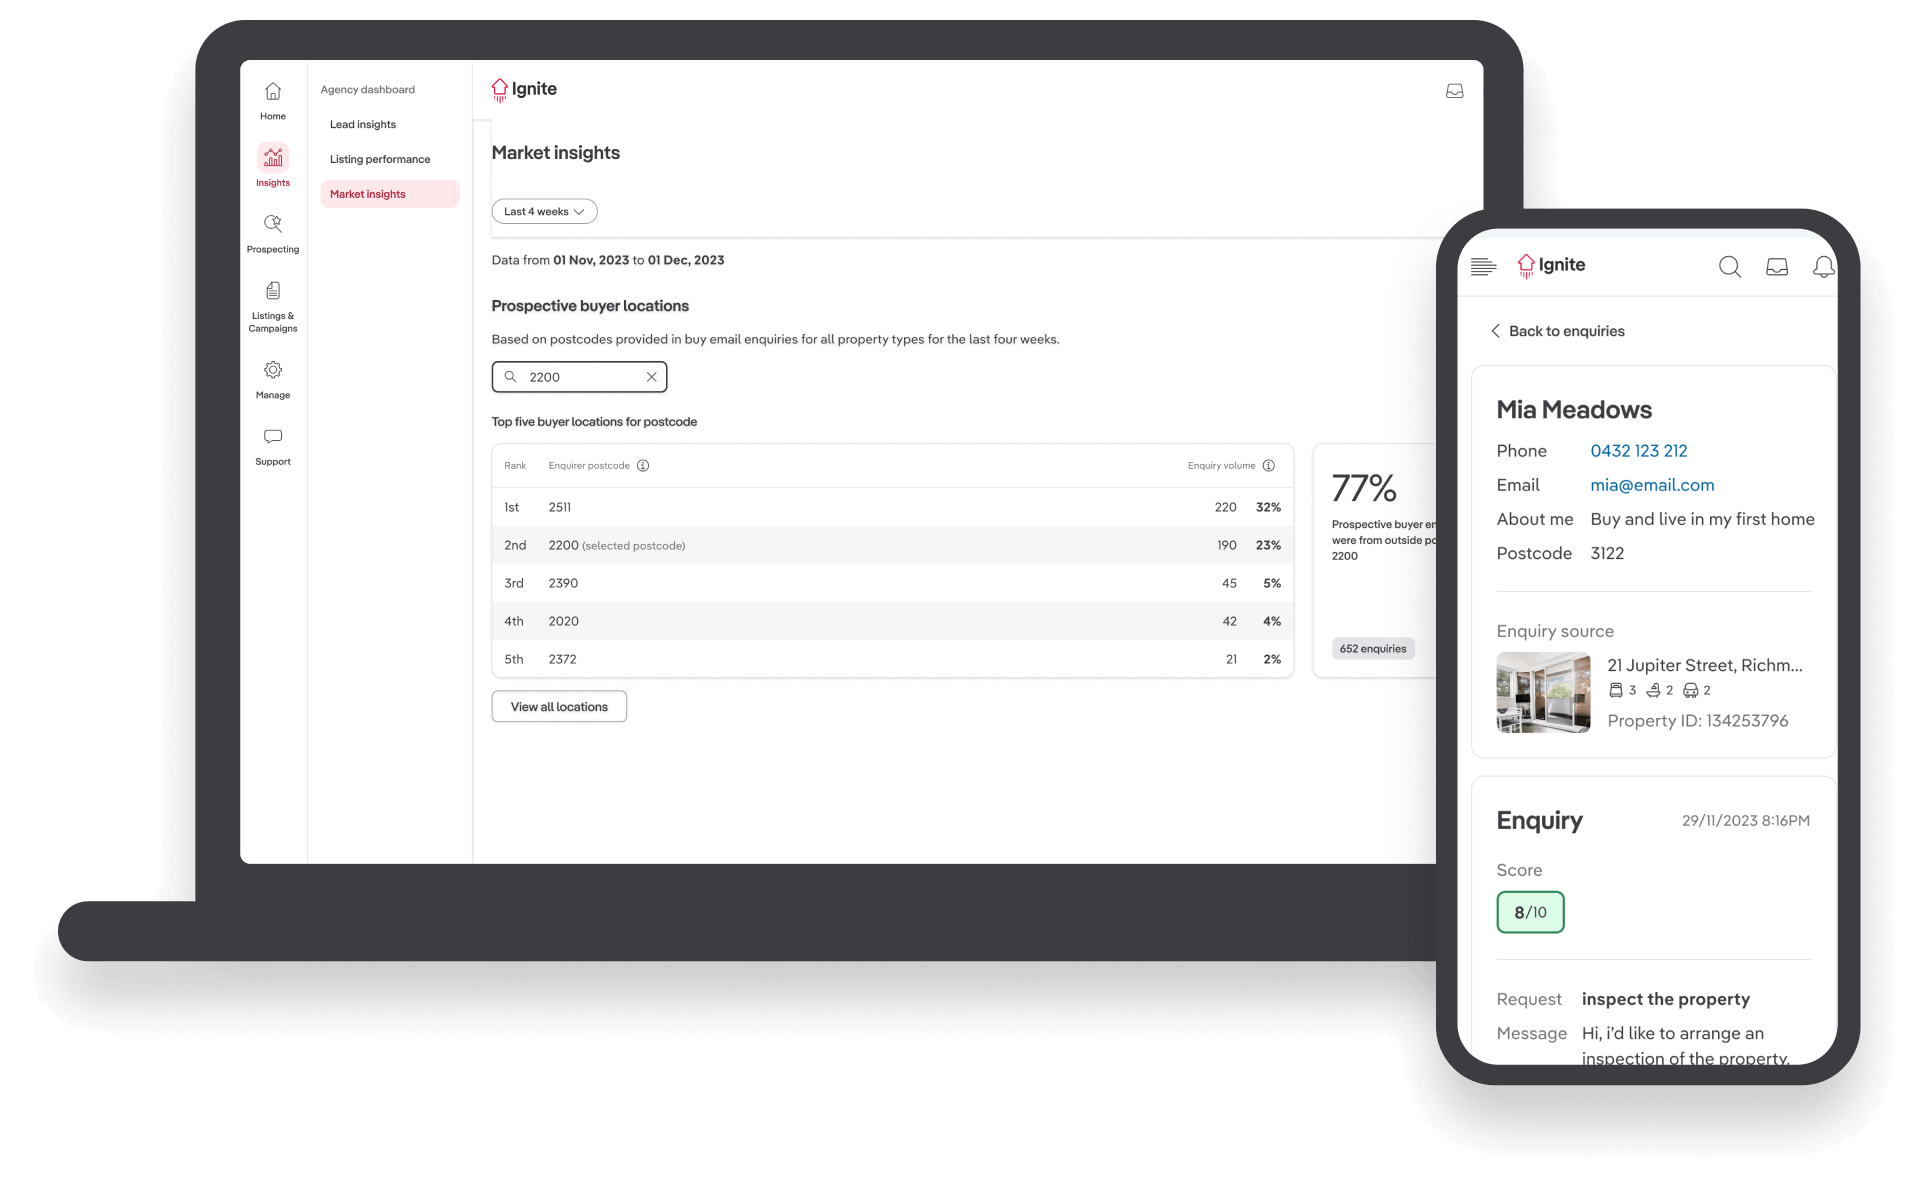 Home
Insights
Prospecting
Listings &
Campaigns
Manage
Support
Agency dashboard
Lead insights
Listing performance
Market insights
Ignite
Market insights
Last 4 weeks
Data from 01 Nov, 2023 to 01 Dec, 2023
Prospective buyer locations
Based on postcodes provided in buy email enquiries for all property types for the last four weeks.
2200
Top five buyer locations for postcode
Rank Enquirer postcode Enquiry volume
1st 2511 220 32%
2nd 2200 (selected postcode) 190 23%
3rd 2390 45 5%
4th 2020 42 4%
5th 2372 21 2%
View all locations
77%
Prospective buyer en
were from outside po
2200
652 enquiries
Ignite
Back to enquiries
Mia Meadows
Phone 0432 123 212
Email mia@email.com
About me Buy and live in my first home
Postcode 3122
Enquiry source
21 Jupiter Street, Richm...
3 2 2
Property ID: 134253796
Enquiry 29/11/2023 8:16PM
Score
8/10
Request inspect the property
Message Hi, i'd like to arrange an
inspection of the property.